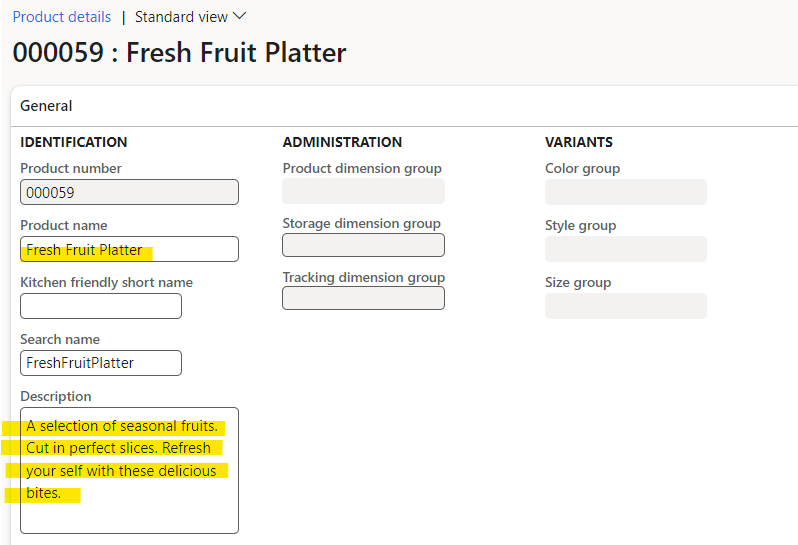 Product details | Standard view
000059 : Fresh Fruit Platter
General
IDENTIFICATION
Product number
000059
Product name
Fresh Fruit Platter
Kitchen friendly short name
Search name
FreshFruitPlatter
Description
A selection of seasonal fruits.
Cut in perfect slices. Refresh
your self with these delicious
bites.
ADMINISTRATION
Product dimension group
Storage dimension group
Tracking dimension group
VARIANTS
Color group
Style group
Size group